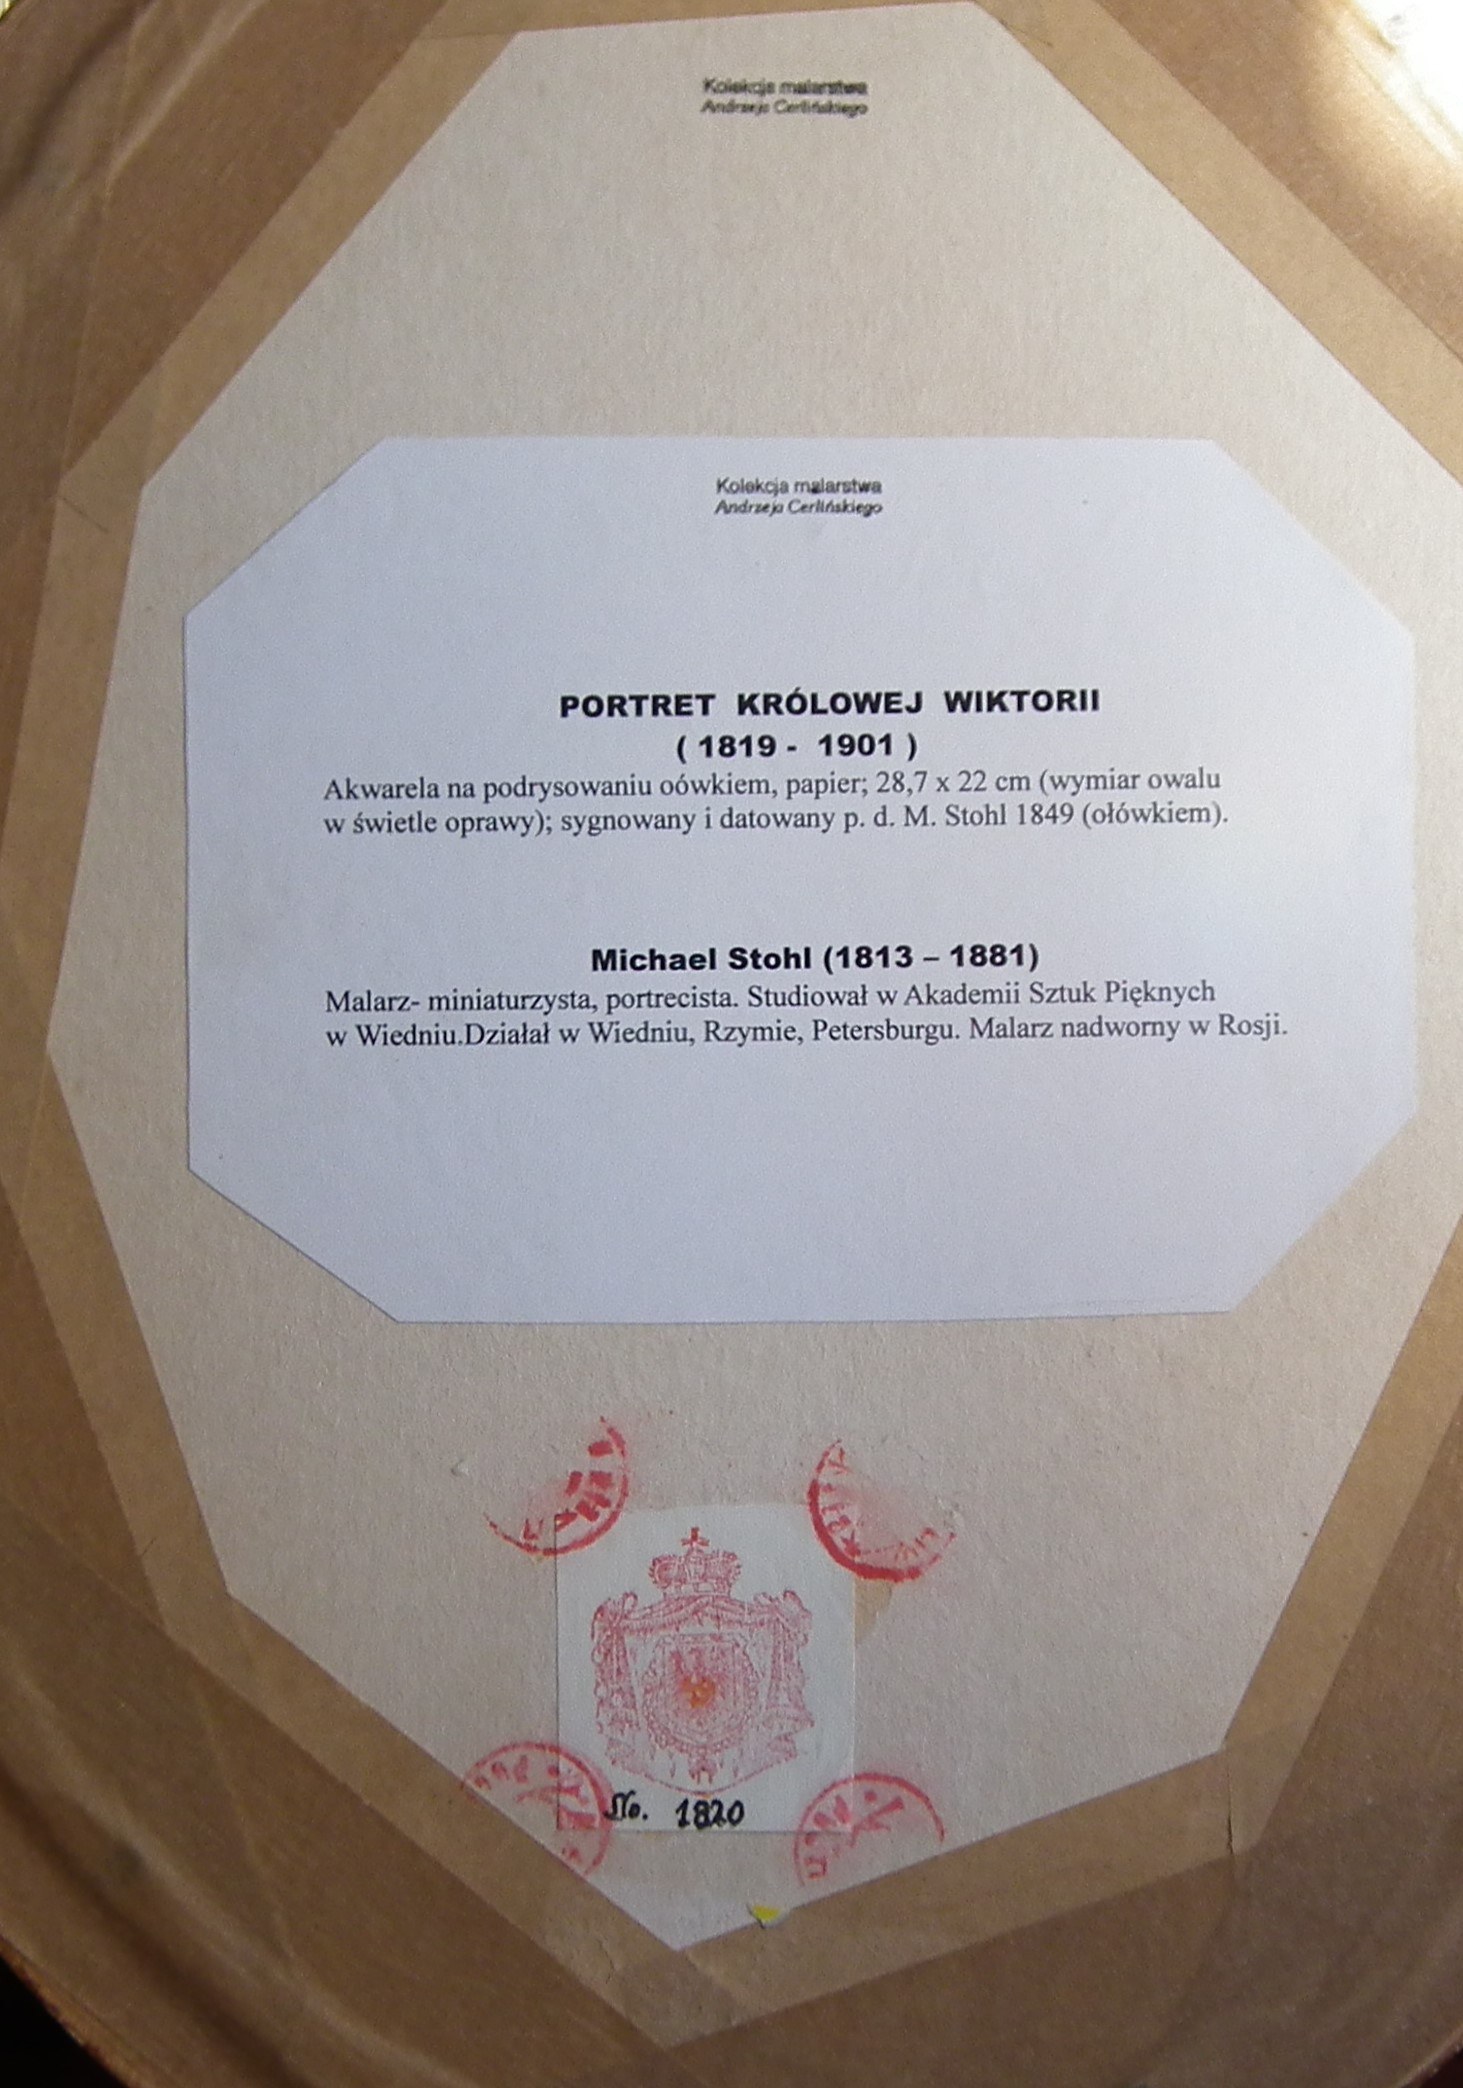 Kolekcja malarstwa
Andrzeja Cerlińskiego
Kolekcja malarstwa
Andrzeja Cerlińskiego
PORTRET KRÓLOWEJ WIKTORII
( 1819 - 1901 )
Akwarela na podrysowaniu oówkiem, papier; 28,7 x 22 cm (wymiar owalu
w świetle oprawy); sygnowany i datowany p. d. M. Stohl 1849 (ołówkiem).
Michael Stohl (1813 – 1881)
Malarz- miniaturzysta, portrecista. Studiował w Akademii Sztuk Pięknych
w Wiedniu.Działał w Wiedniu, Rzymie, Petersburgu. Malarz nadworny w Rosji.
No. 1820